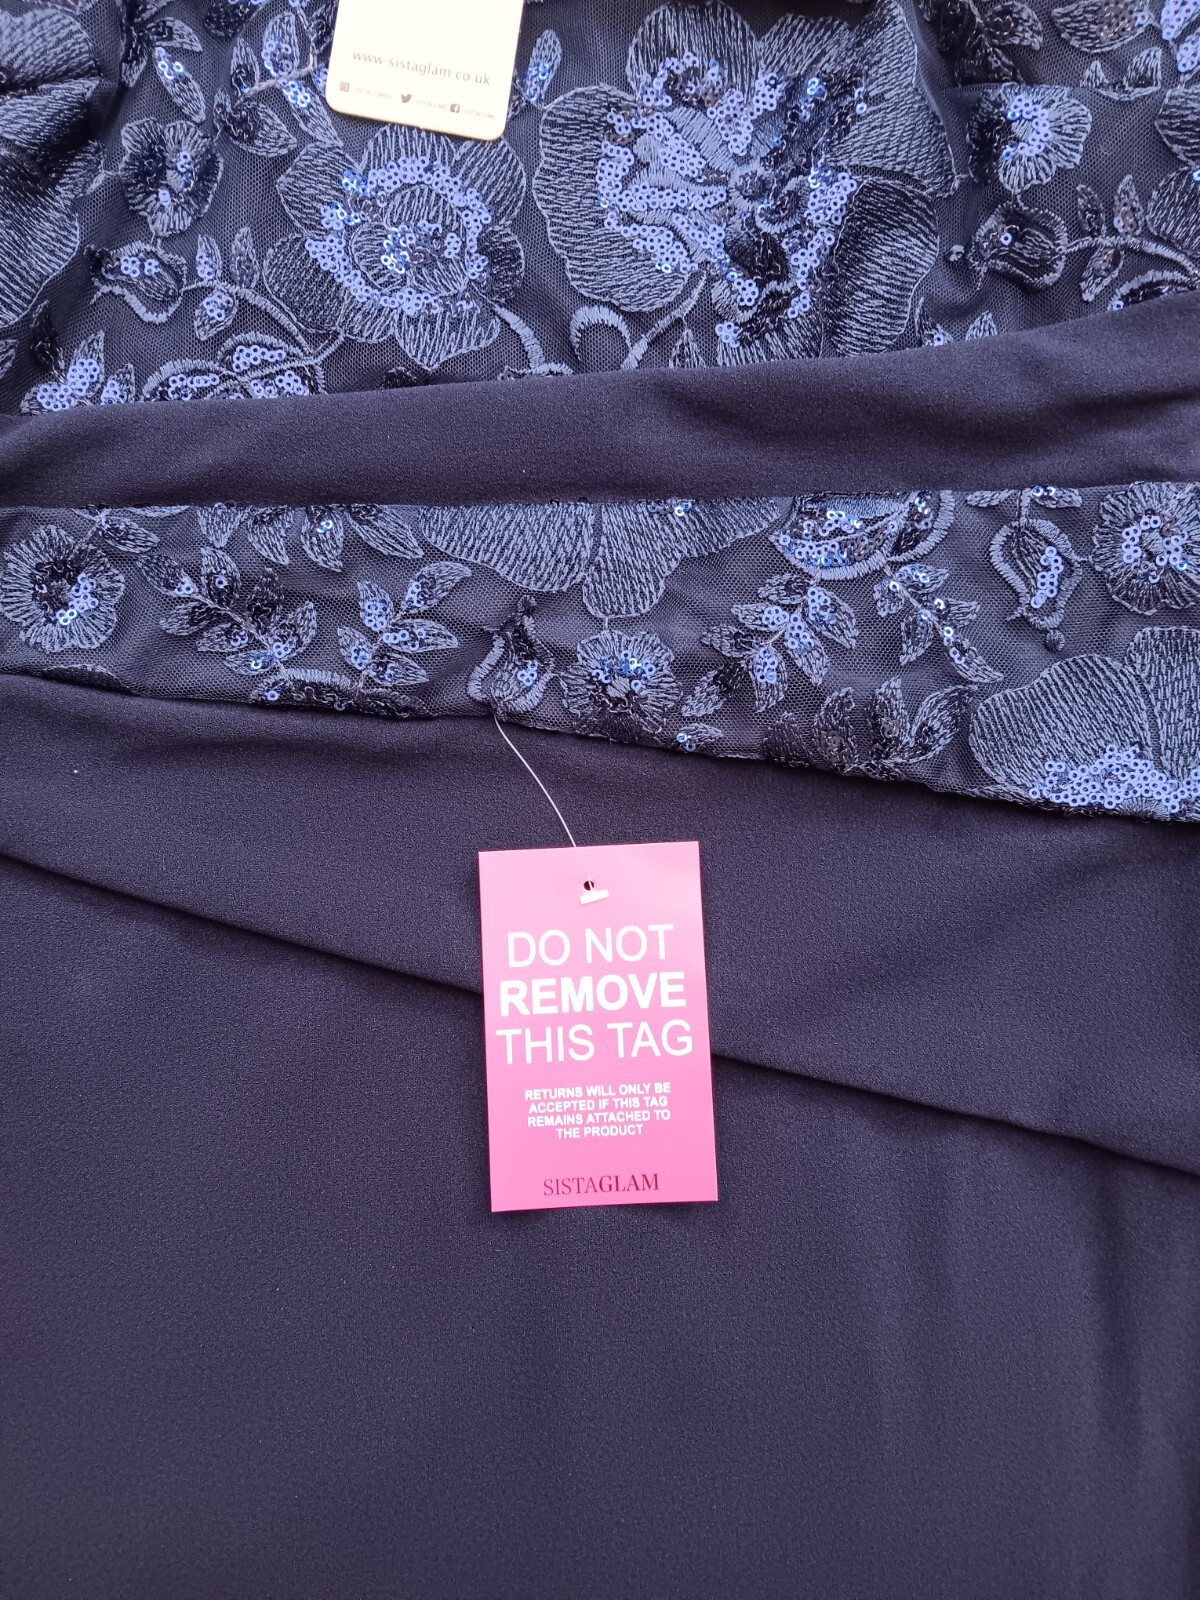 www.sistaglam.co.uk
DO NOT
REMOVE
THIS TAG
RETURNS WILL ONLY BE
ACCEPTED IF THIS TAG
REMAINS ATTACHED TO
THE PRODUCT
SISTAGLAM